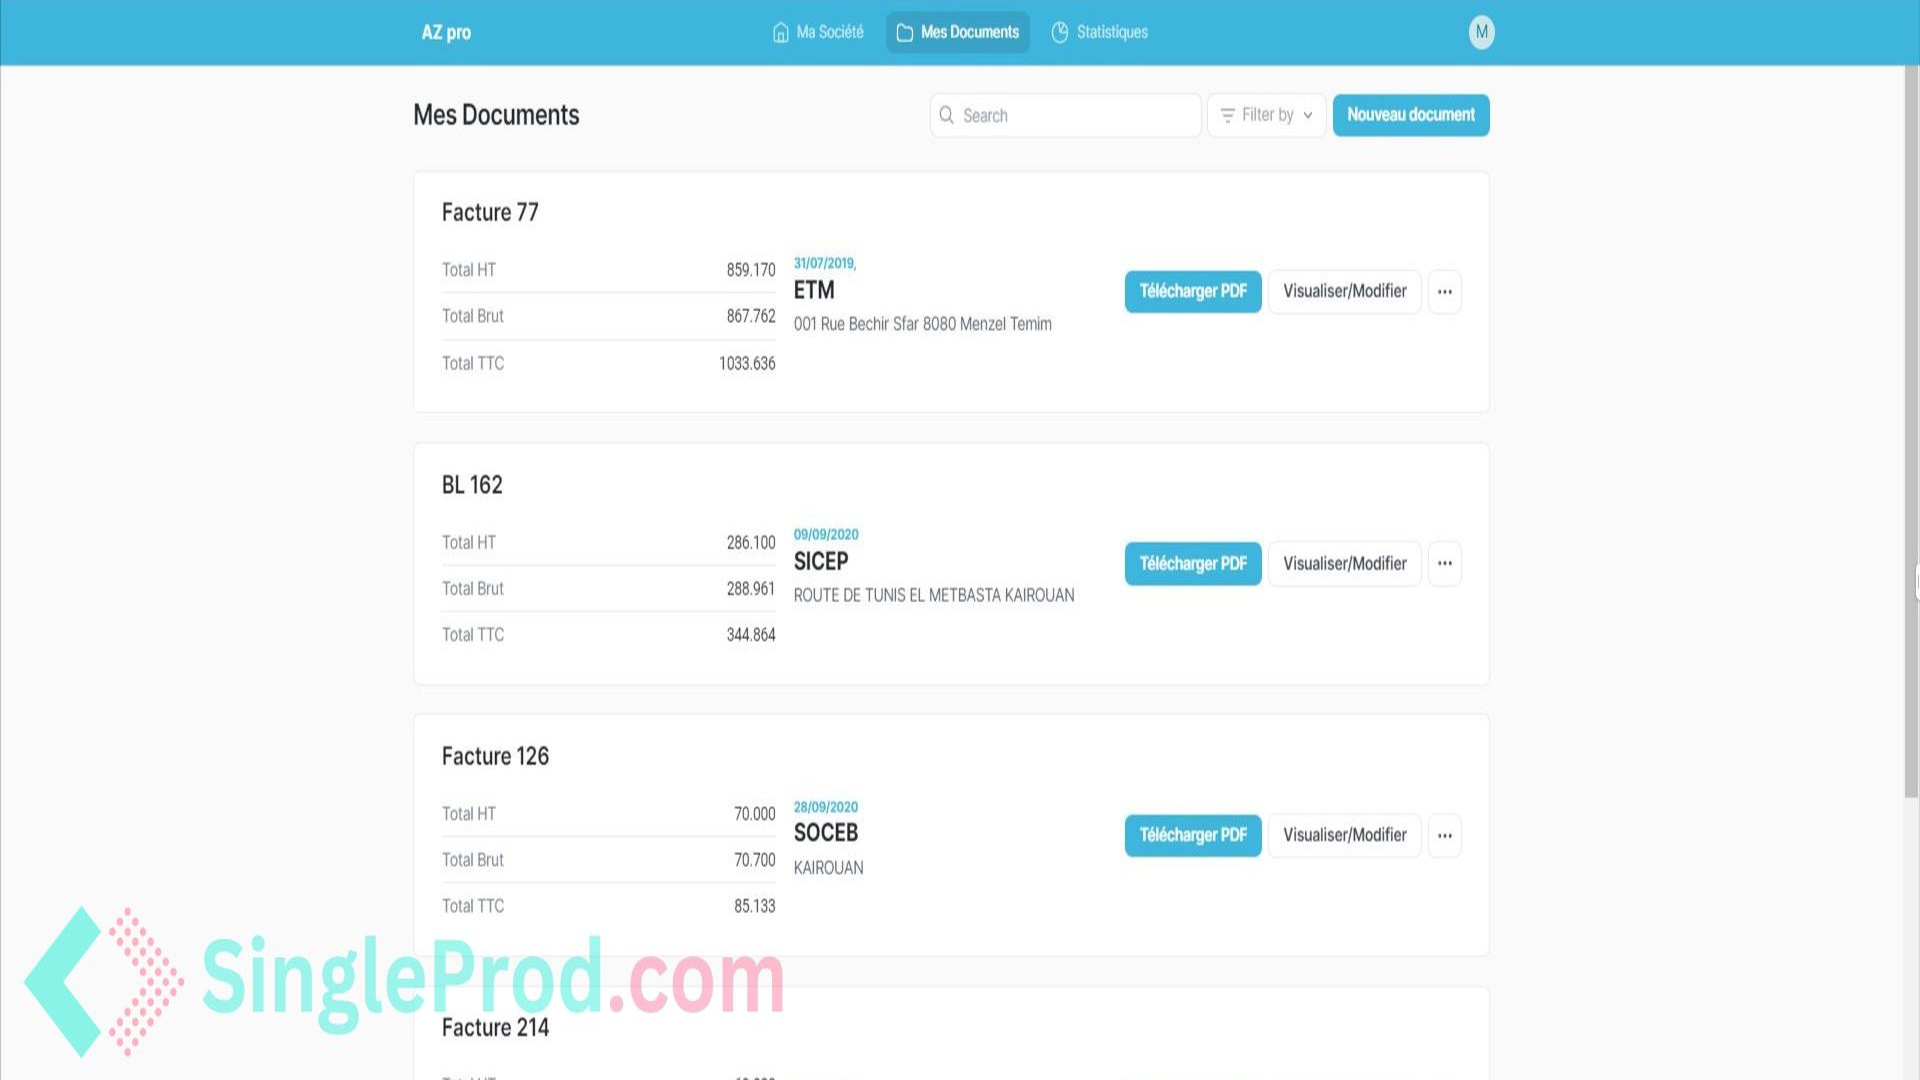 AZ pro
Ma Société
Mes Documents
Statistiques
M
Mes Documents
Search
Filter by
Nouveau document
Facture 77
Total HT 859.170
Total Brut 867.762
Total TTC 1033.636
31/07/2019,
ETM
001 Rue Bechir Sfar 8080 Menzel Temim
Télécharger PDF
Visualiser/Modifier
...
BL 162
Total HT 286.100
Total Brut 288.961
Total TTC 344.864
09/09/2020
SICEP
ROUTE DE TUNIS EL METBASTA KAIROUAN
Télécharger PDF
Visualiser/Modifier
...
Facture 126
Total HT 70.000
Total Brut 70.700
Total TTC 85.133
28/09/2020
SOCEB
KAIROUAN
Télécharger PDF
Visualiser/Modifier
...
SingleProd.com
Facture 214